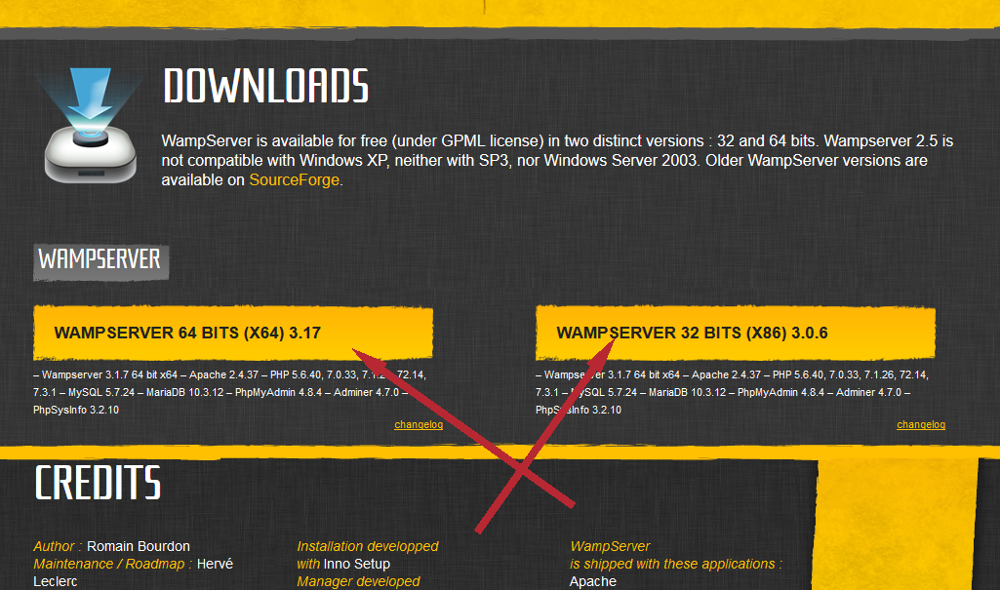 DOWNLOADS
WampServer is available for free (under GPML license) in two distinct versions : 32 and 64 bits. Wampserver 2.5 is
not compatible with Windows XP, neither with SP3, nor Windows Server 2003. Older WampServer versions are
available on SourceForge.
WAMPSERVER
WAMPSERVER 64 BITS (X64) 3.17
– Wampserver 3.1.7 64 bit x64 – Apache 2.4.37 – PHP 5.6.40, 7.0.33, 72.14,
7.3.1 – MySQL 5.7.24 – MariaDB 10.3.12 – PhpMyAdmin 4.8.4 – Adminer 4.7.0 –
PhpSysInfo 3.2.10
changelog
WAMPSERVER 32 BITS (X86) 3.0.6
– Wampserver 3.1.7 64 bit x64 – Apache 2.4.37 – PHP 5.6.40, 7.0.33, 7.1.26, 72.14,
7.3.1 – MySQL 5.7.24 – MariaDB 10.3.12 – PhpMyAdmin 4.8.4 – Adminer 4.7.0 –
PhpSysInfo 3.2.10
changelog
CREDITS
Author : Romain Bourdon
Maintenance / Roadmap : Hervé
Leclerc
Installation developped
with Inno Setup
Manager developed
WampServer
is shipped with these applications :
Apache